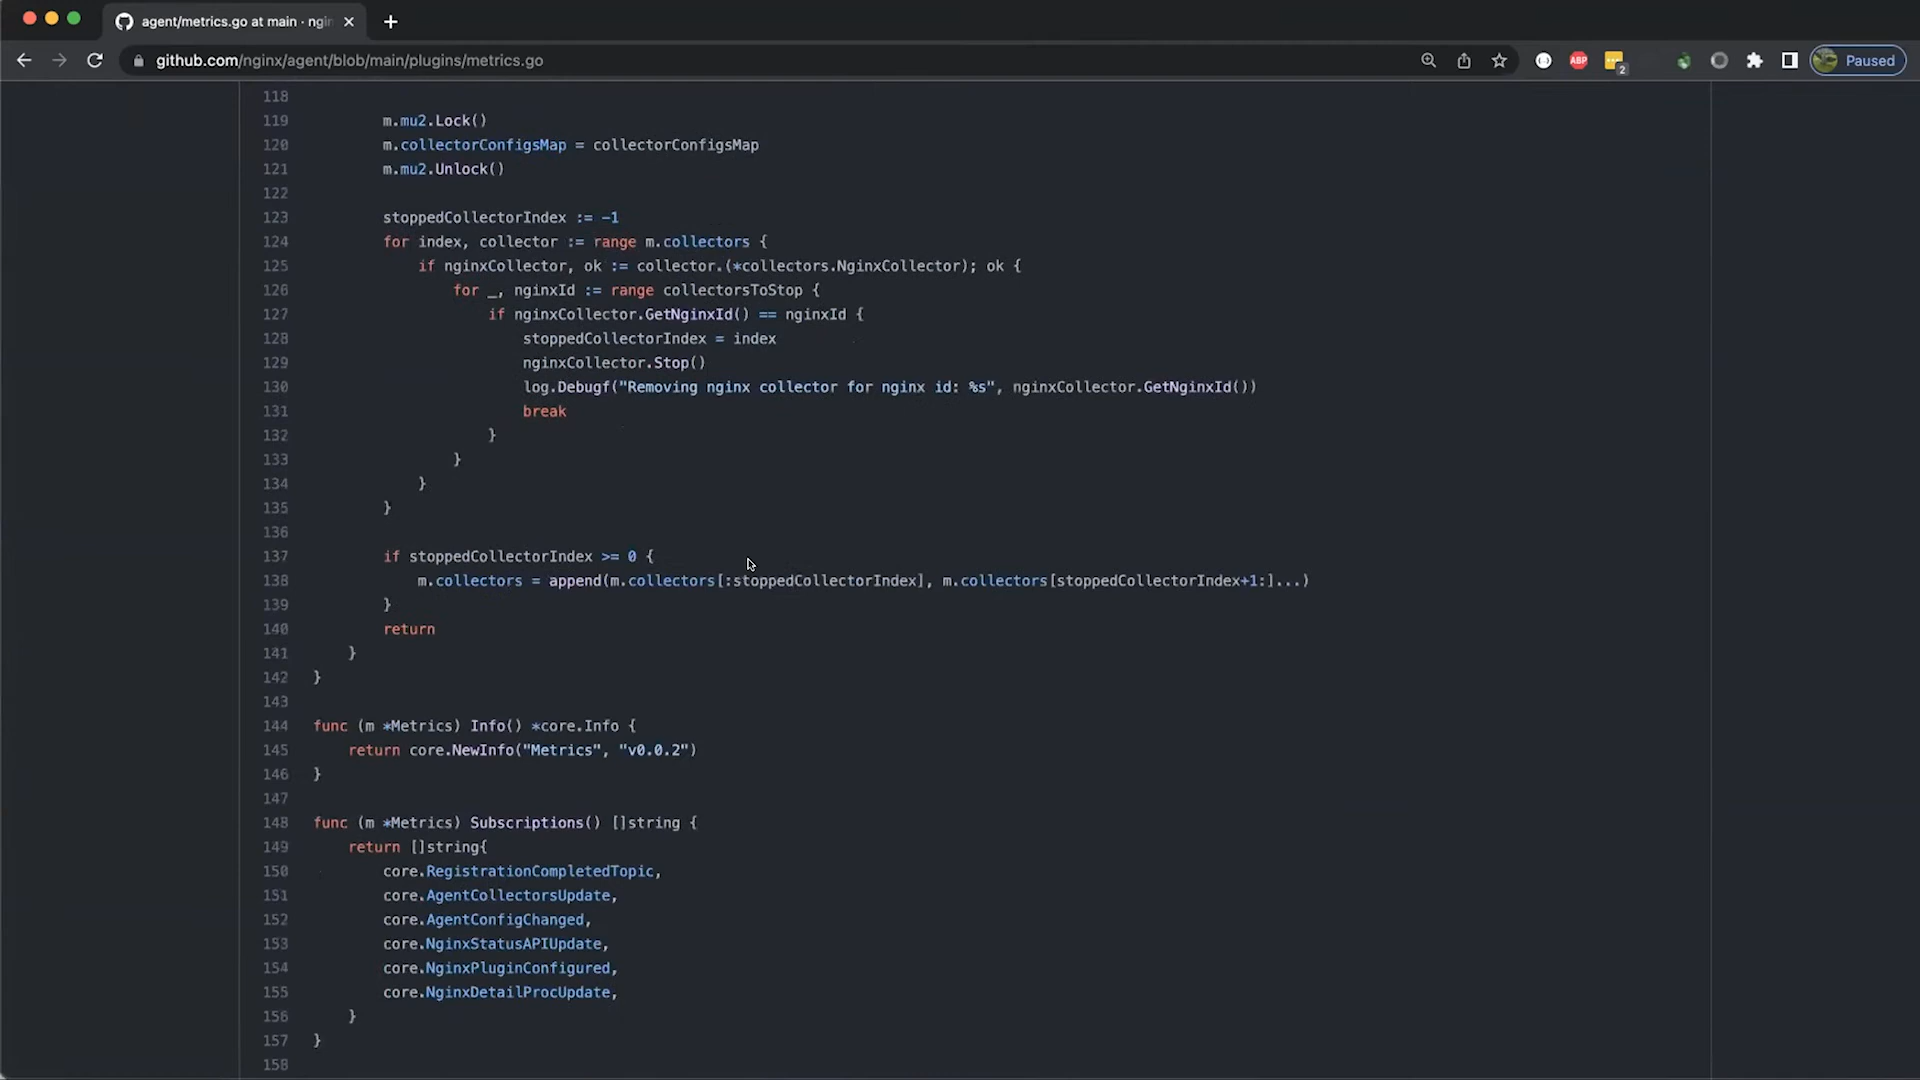 agent/metrics.go at main · ngin
github.com/nginx/agent/blob/main/plugins/metrics.go
ABP
2
Paused
118
119 m.mu2.Lock()
120 m.collectorConfigsMap = collectorConfigsMap
121 m.mu2.Unlock()
122
123 stoppedCollectorIndex := -1
124 for index, collector := range m.collectors {
125 if nginxCollector, ok := collector.(*collectors.NginxCollector); ok {
126 for _, nginxId := range collectorsToStop {
127 if nginxCollector.GetNginxId() == nginxId {
128 stoppedCollectorIndex = index
129 nginxCollector.Stop()
130 log.Debugf("Removing nginx collector for nginx id: %s", nginxCollector.GetNginxId())
131 break
132 }
133 }
134 }
135 }
136
137 if stoppedCollectorIndex >= 0 {
138 m.collectors = append(m.collectors[:stoppedCollectorIndex], m.collectors[stoppedCollectorIndex+1:]...)
139 }
140 return
141 }
142 }
143
144 func (m *Metrics) Info() *core.Info {
145 return core.NewInfo("Metrics", "v0.0.2")
146 }
147
148 func (m *Metrics) Subscriptions() []string {
149 return []string{
150 core.RegistrationCompletedTopic,
151 core.AgentCollectorsUpdate,
152 core.AgentConfigChanged,
153 core.NginxStatusAPIUpdate,
154 core.NginxPluginConfigured,
155 core.NginxDetailProcUpdate,
156 }
157 }
158